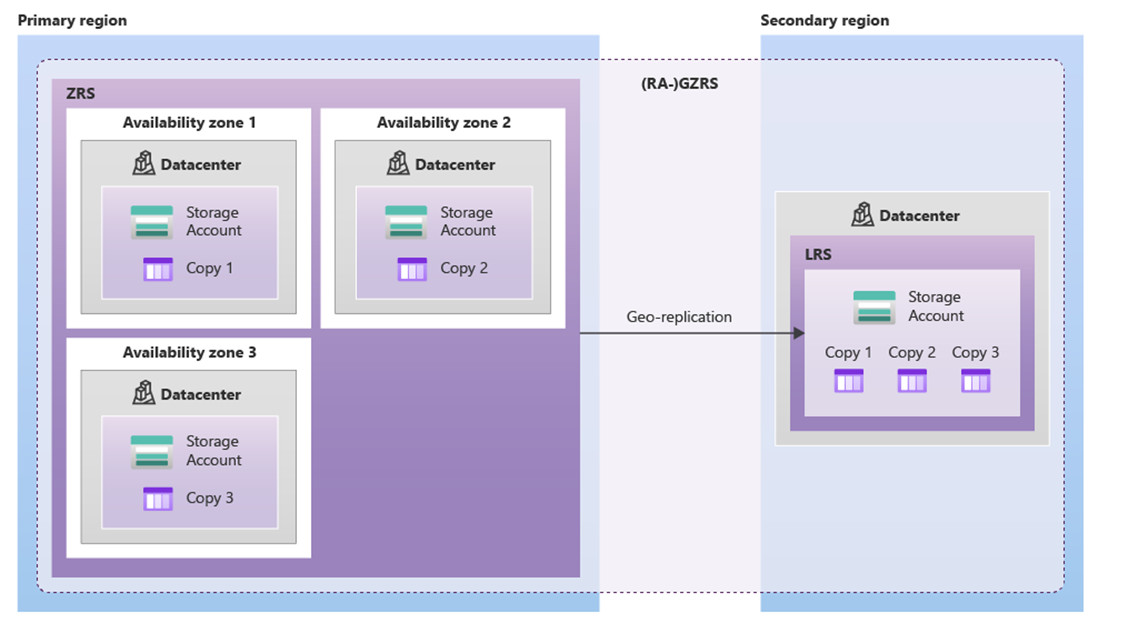 Primary region
Secondary region
(RA-)GZRS
ZRS
Availability zone 1
Datacenter
Storage
Account
Copy 1
Availability zone 2
Datacenter
Storage
Account
Copy 2
Availability zone 3
Datacenter
Storage
Account
Copy 3
Geo-replication
Datacenter
LRS
Storage
Account
Copy 1 Copy 2 Copy 3